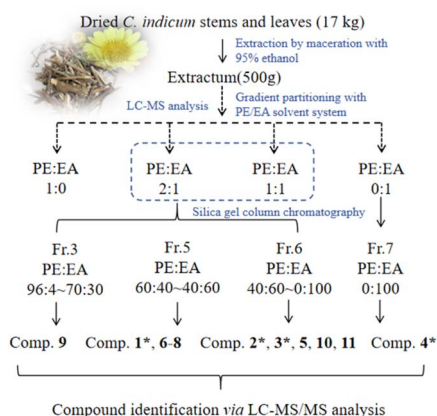 Dried C. indicum stems and leaves (17 kg)
Extraction by maceration with
95% ethanol
Extractum(500g)
LC-MS analysis
Gradient partitioning with
PE/EA solvent system
PE:EA PE:EA PE:EA PE:EA
1:0 2:1 1:1 0:1
Silica gel column chromatography
Fr.3 Fr.5 Fr.6 Fr.7
PE:EA PE:EA PE:EA PE:EA
96:4~70:30 60:40~40:60 40:60~0:100 0:100
Comp. 9 Comp. 1*, 6-8 Comp. 2*, 3*, 5, 10, 11 Comp. 4*
Compound identification via LC-MS/MS analysis